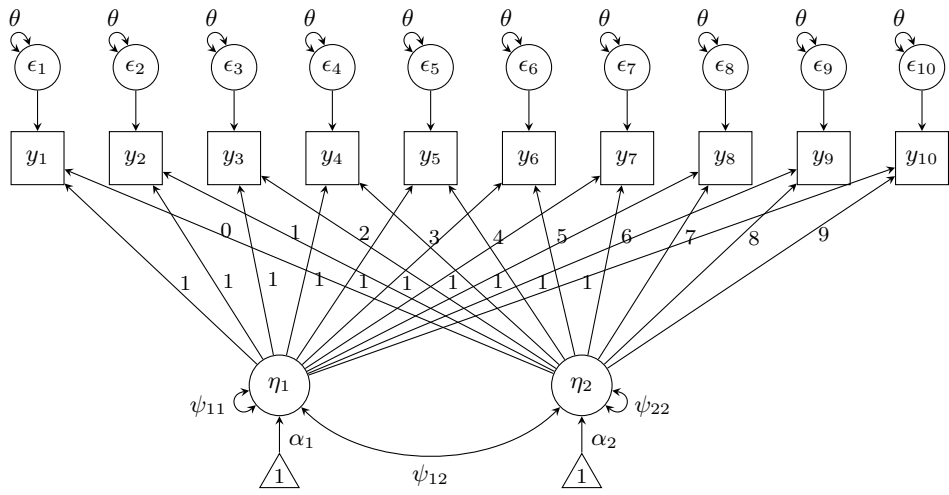 θ θ θ θ θ θ θ θ θ θ
ϵ1 ϵ2 ϵ3 ϵ4 ϵ5 ϵ6 ϵ7 ϵ8 ϵ9 ϵ10
y1 y2 y3 y4 y5 y6 y7 y8 y9 y10
0 1 2 3 4 5 6 7 8 9
1 1 1 1 1 1 1 1 1 1
η1 η2
ψ11 ψ22
α1 α2
1 ψ12 1